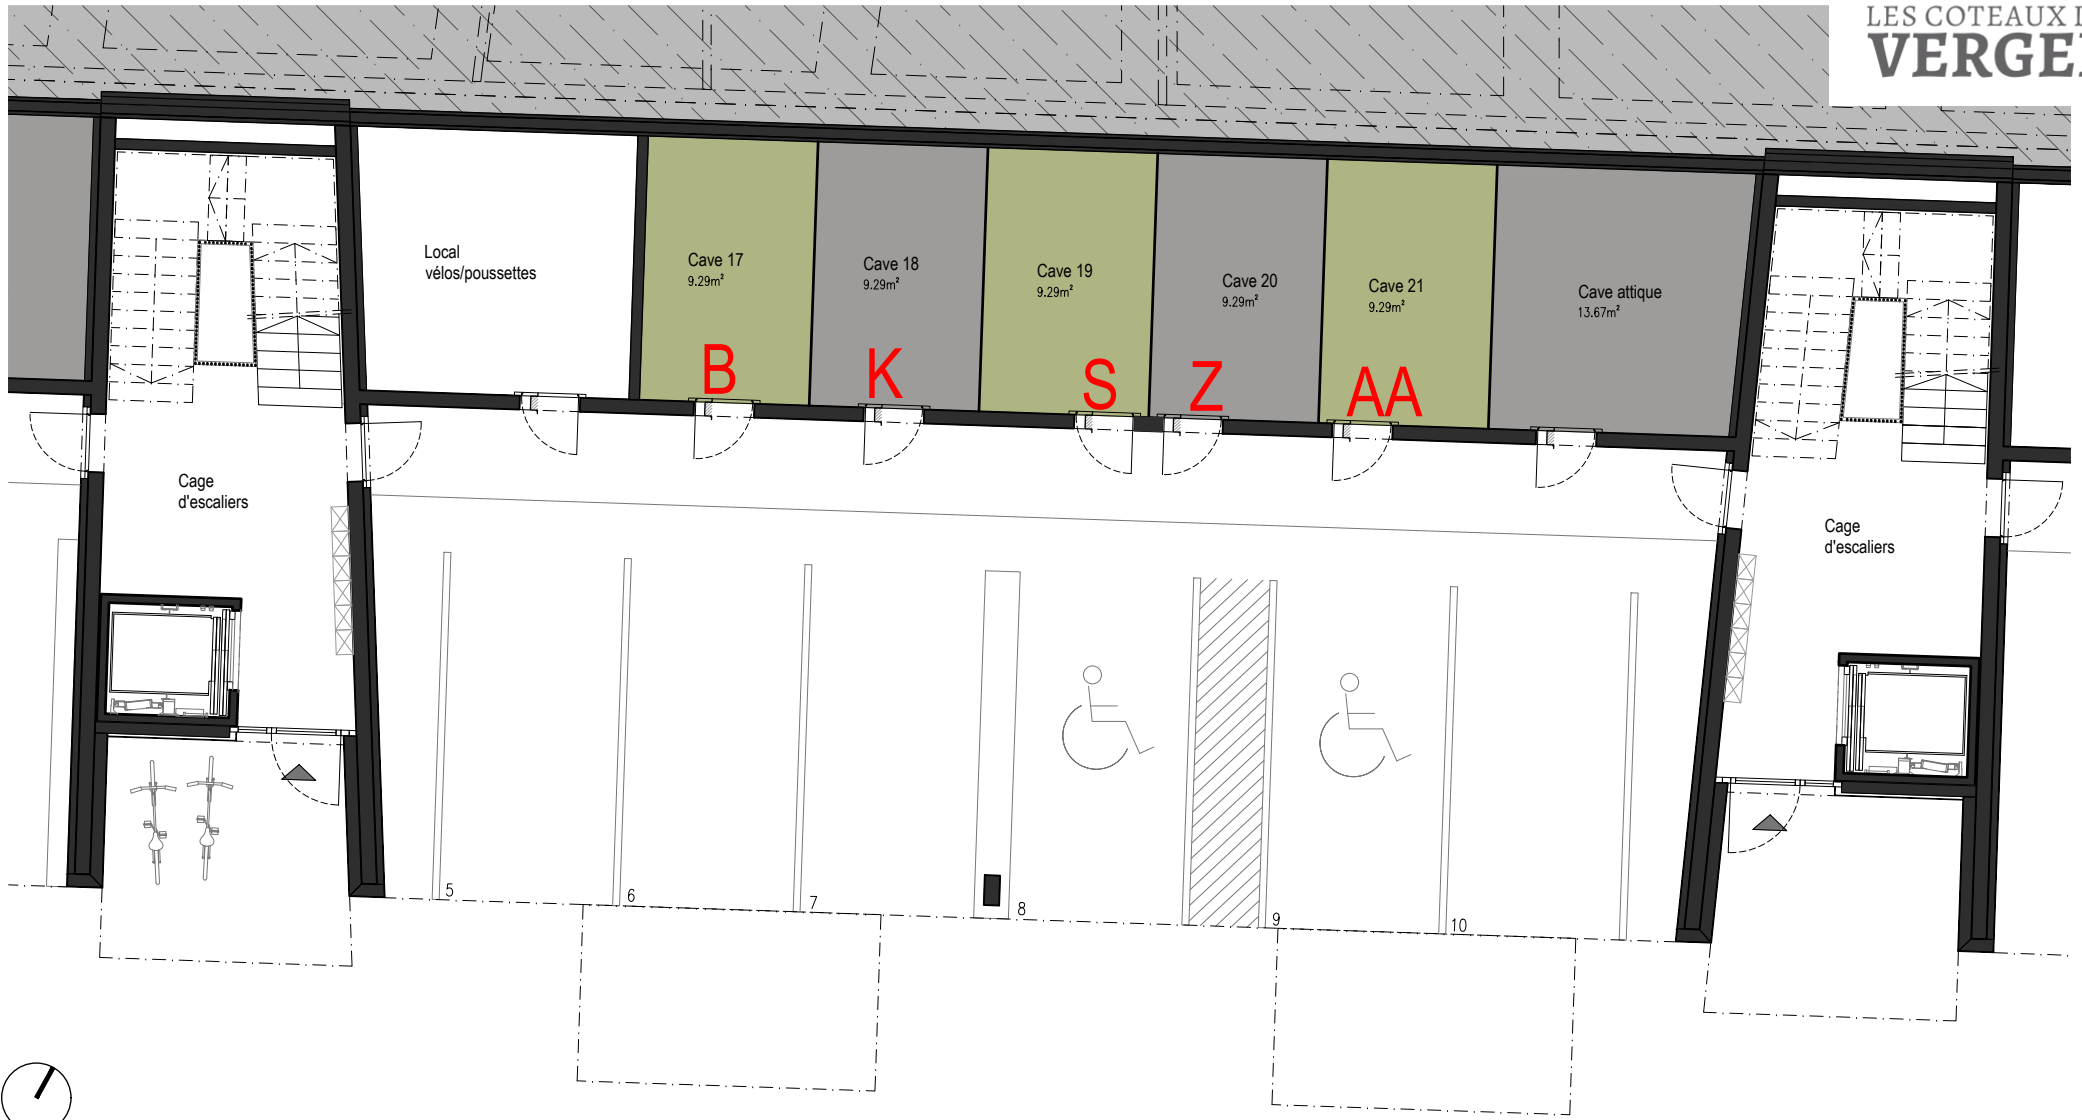 LES COTEAUX D
VERGE
Local
vélos/poussettes
Cave 17
9.29m²
Cave 18
9.29m²
Cave 19
9.29m²
Cave 20
9.29m²
Cave 21
9.29m²
Cave attique
13.67m²
B
K
S
Z
AA
Cage
d'escaliers
Cage
d'escaliers
5
6
7
8
9
10